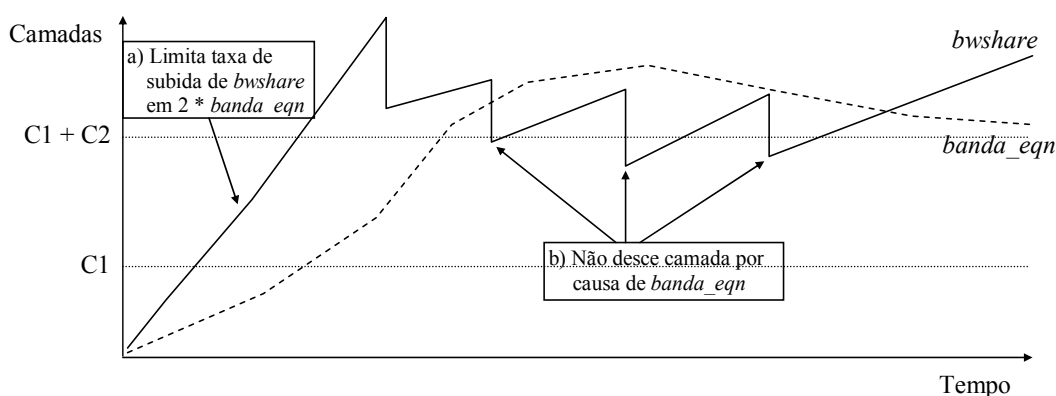 Camadas
a) Limita taxa de
subida de bwshare
em 2 * banda_eqn
bwshare
C1 + C2
banda_eqn
C1
b) Não desce camada por
causa de banda_eqn
Tempo